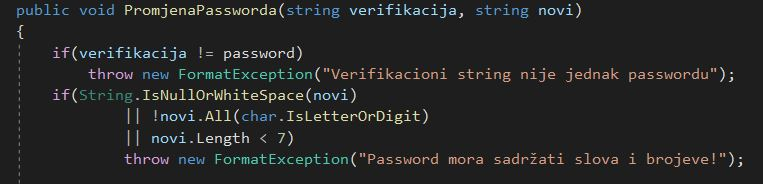 public void PromjenaPassworda(string verifikacija, string novi)
{
if(verifikacija != password)
throw new FormatException("Verifikacioni string nije jednak passwordu");
if(String.IsNullOrWhiteSpace(novi)
|| !novi.All(char.IsLetterOrDigit)
|| novi.Length < 7)
throw new FormatException("Password mora sadržati slova i brojeve!");